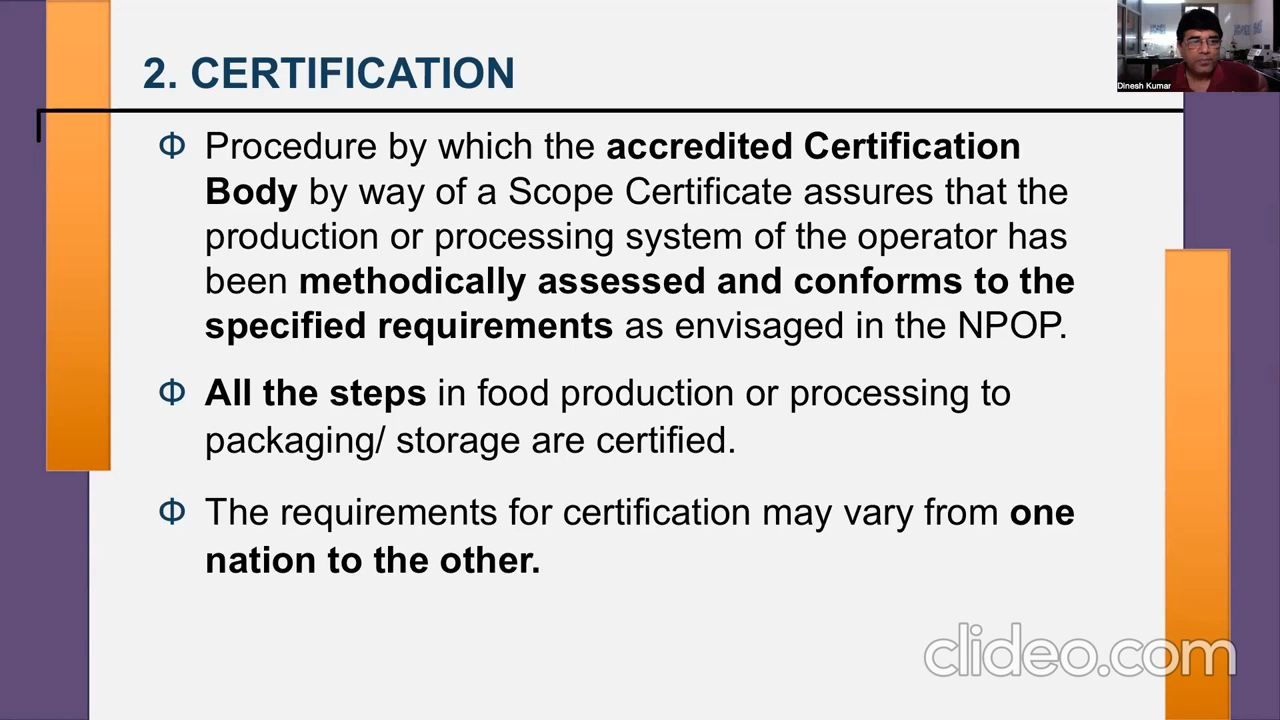 2. CERTIFICATION
Dinesh Kumar
Φ Procedure by which the accredited Certification
Body by way of a Scope Certificate assures that the
production or processing system of the operator has
been methodically assessed and conforms to the
specified requirements as envisaged in the NPOP.
Φ All the steps in food production or processing to
packaging/ storage are certified.
Φ The requirements for certification may vary from one
nation to the other.
clideo.com